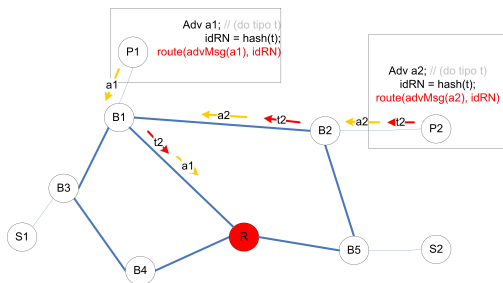 Adv a1; // (do tipo t)
idRN = hash(t);
route(advMsg(a1), idRN)
P1
a1
Adv a2; // (do tipo t)
idRN = hash(t);
route(advMsg(a2), idRN)
B1
a2
t2
B2
a2
t2
P2
t2
a1
B3
S1
R
B4
B5
S2